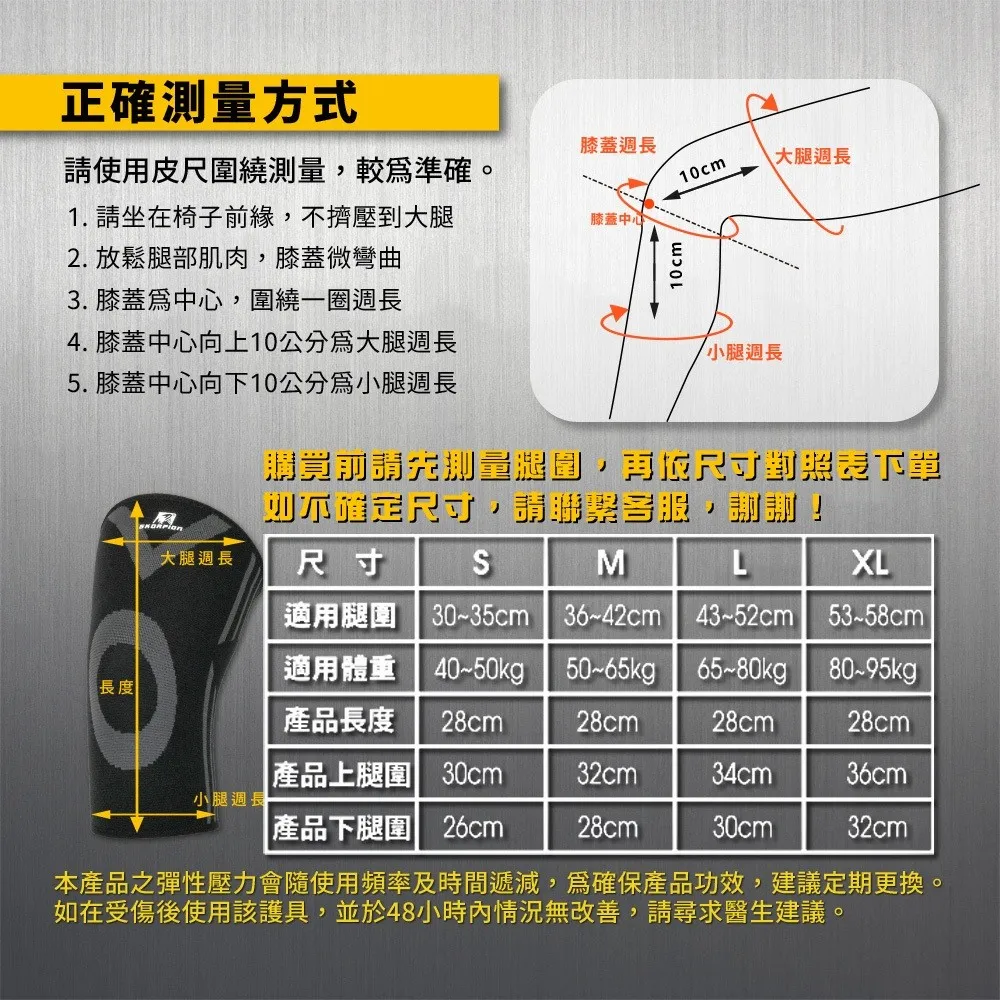 正確測量方式
請使用皮尺圍繞測量，較爲準確。
1. 請坐在椅子前緣，不擠壓到大腿
2. 放鬆腿部肌肉，膝蓋微彎曲
3. 膝蓋爲中心，圍繞一圈週長
4. 膝蓋中心向上10公分爲大腿週長
5. 膝蓋中心向下10公分爲小腿週長
膝蓋週長
10cm
大腿週長
膝蓋中心
10cm
小腿週長
購買前請先測量腿圍，再依尺寸對照表下單
如不確定尺寸，請聯繫客服，謝謝！
SKORPION
大腿週長
長度
小腿週長
尺寸 S M L XL
適用腿圍 30~35cm 36~42cm 43~52cm 53~58cm
適用體重 40~50kg 50~65kg 65~80kg 80~95kg
產品長度 28cm 28cm 28cm 28cm
產品上腿圍 30cm 32cm 34cm 36cm
產品下腿圍 26cm 28cm 30cm 32cm
本產品之彈性壓力會隨使用頻率及時間遞減，爲確保產品功效，建議定期更換。
如在受傷後使用該護具，並於48小時內情況無改善，請尋求醫生建議。